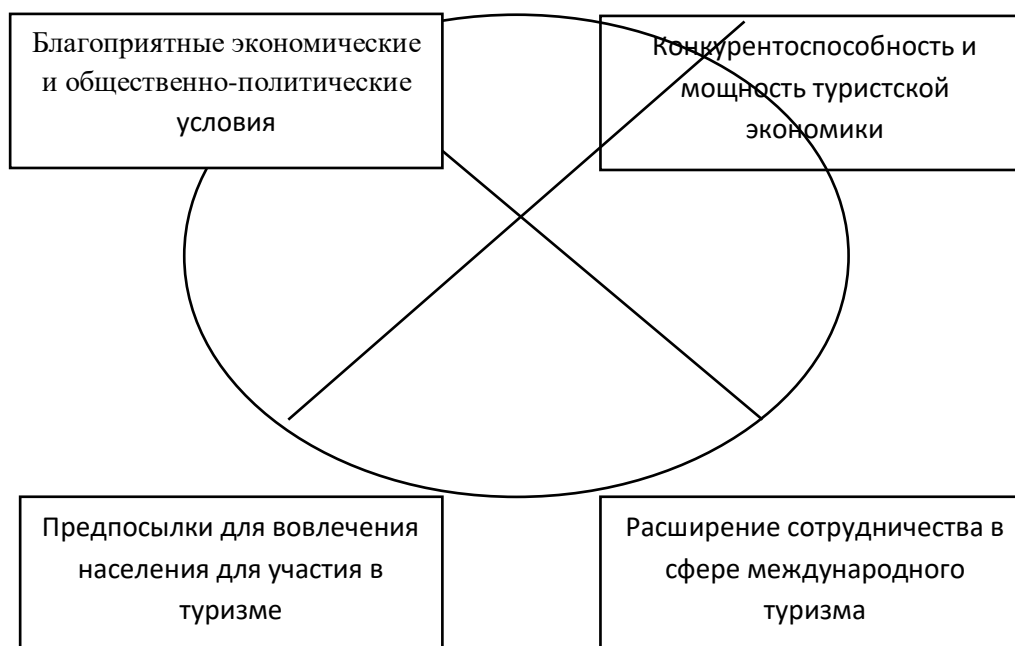 Благоприятные экономические
и общественно-политические
условия
Конкурентоспособность и
мощность туристской
экономики
Предпосылки для вовлечения
населения для участия в
туризме
Расширение сотрудничества в
сфере международного
туризма